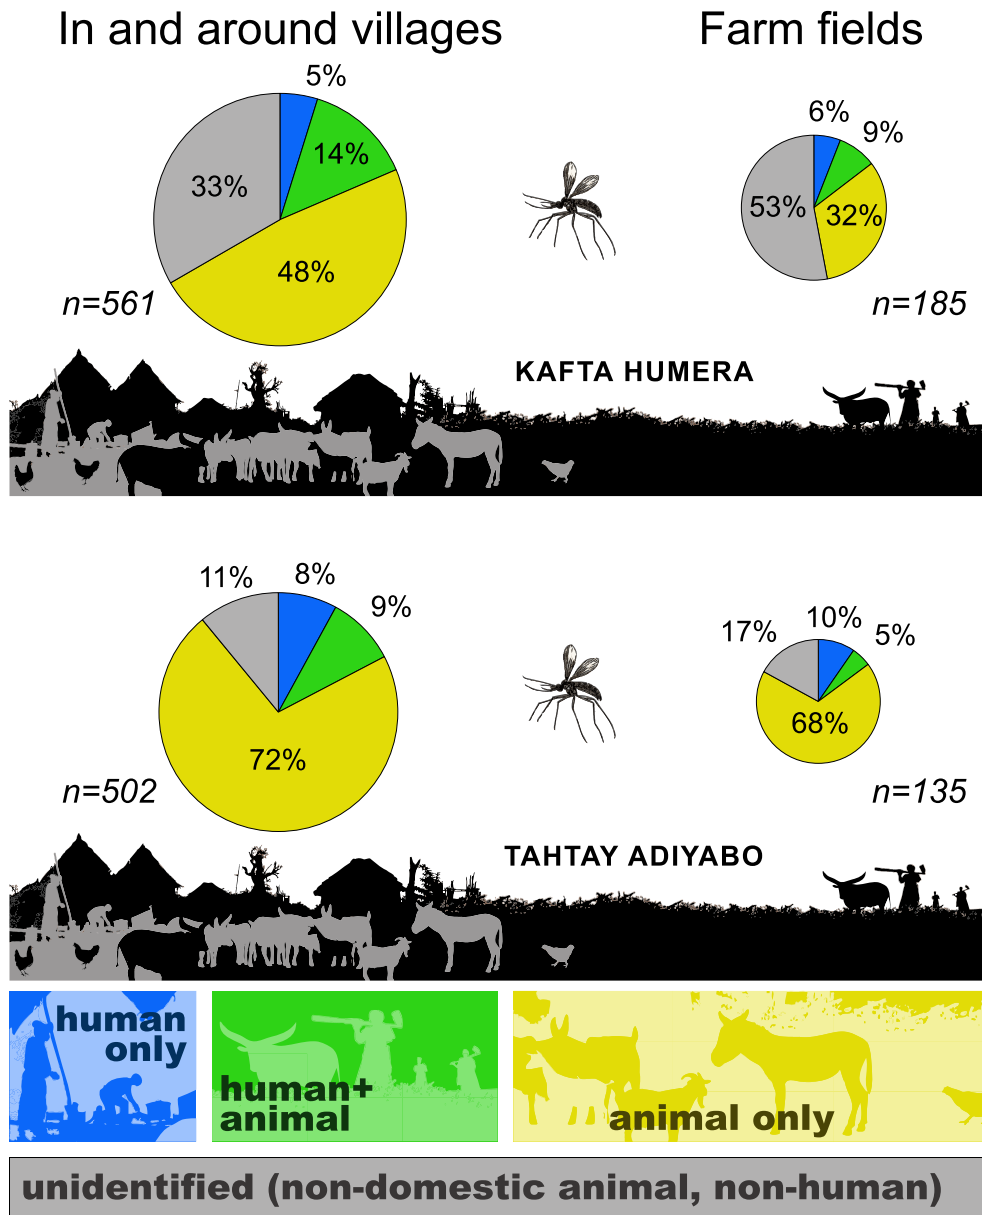 In and around villages
Farm fields
5%
14%
33%
48%
n=561
6%
9%
53%
32%
n=185
KAFTA HUMERA
11%
8%
9%
72%
n=502
17%
10%
5%
68%
n=135
TAHTAY ADIYABO
human
only
human+
animal
animal only
unidentified (non-domestic animal, non-human)